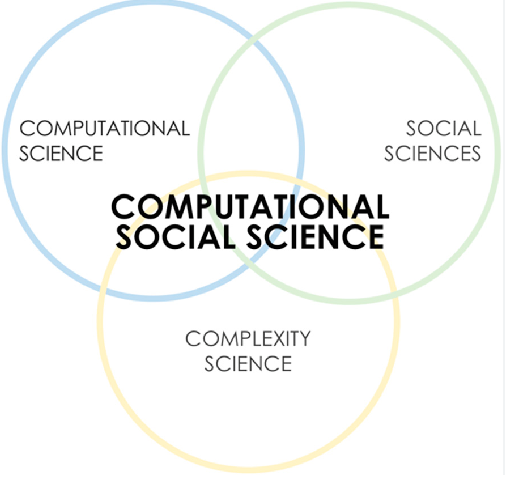 COMPUTATIONAL
SCIENCE
SOCIAL
SCIENCES
COMPUTATIONAL
SOCIAL SCIENCE
COMPLEXITY
SCIENCE